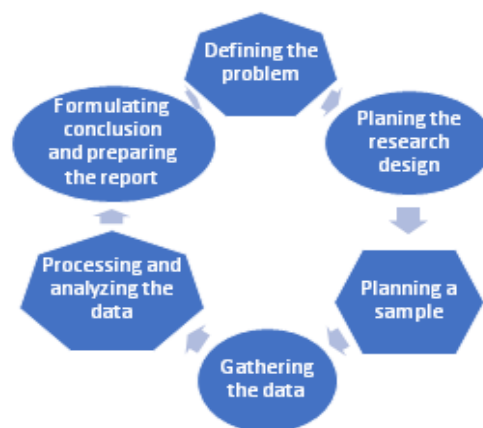 Defining the
problem
Planing the
research
design
Planning a
sample
Gathering
the data
Processing and
analyzing the
data
Formulating
conclusion
and preparing
the report